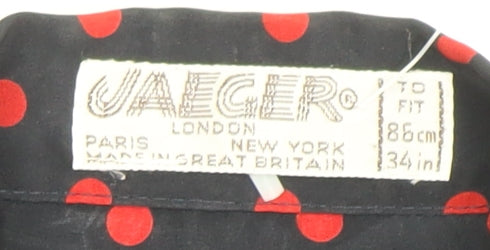 JAEGER®
LONDON
PARIS NEW YORK
MADE IN GREAT BRITAIN
TO
FIT
86cm
34in